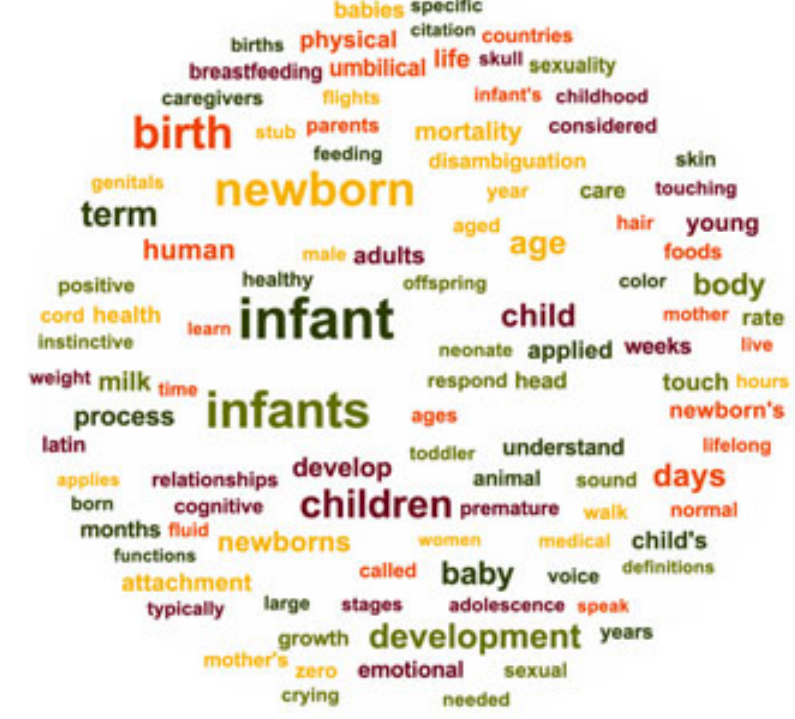 babies specific
births physical citation countries
breastfeeding umbilical life skull sexuality
caregivers flights infant's childhood
birth stub parents mortality considered
feeding disambiguation skin
genitals newborn year care touching
term aged hair young
human male adults age foods
positive healthy offspring color body
cord health learn infant child mother rate
instinctive neonate applied weeks live
weight milk time respond head touch hours
process infants ages newborn's
latin toddler understand lifelong
applies relationships develop animal sound days
born cognitive children premature walk normal
months fluid newborns women medical child's
functions attachment called baby voice definitions
typically large stages adolescence speak
growth development years
mother's zero emotional sexual
crying needed